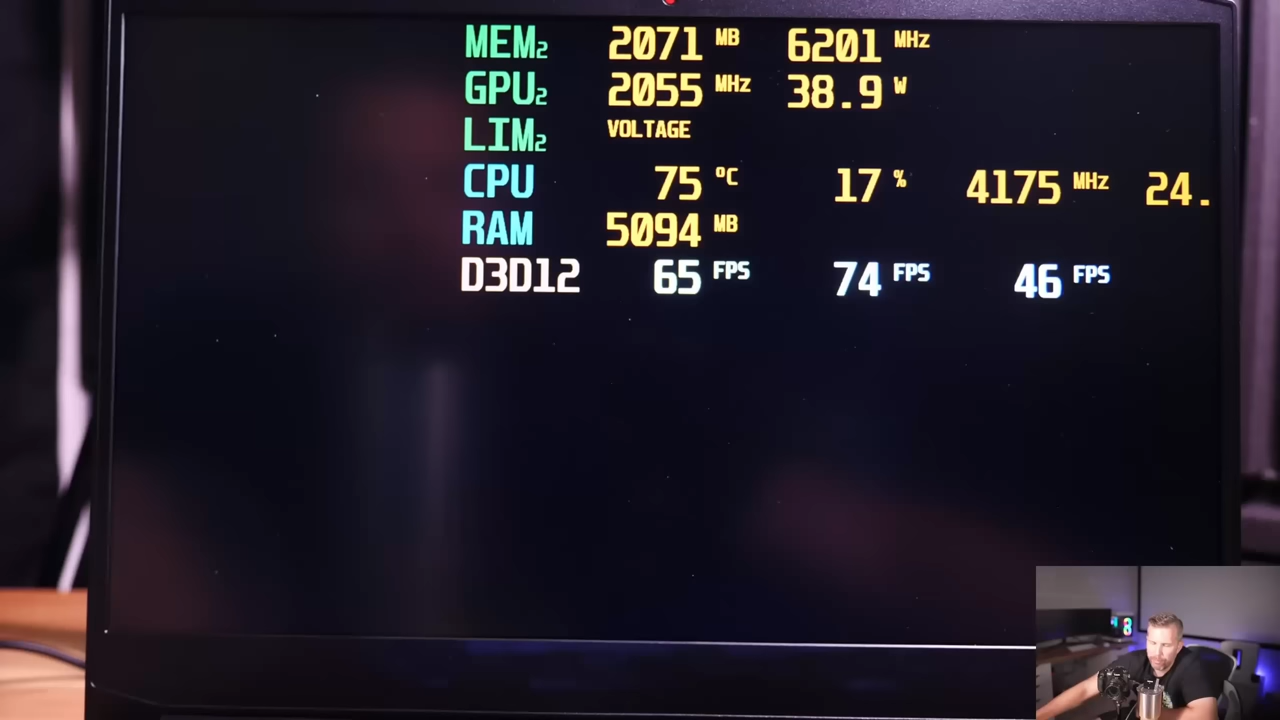 MEM2 2071 MB 6201 MHz
GPU2 2055 MHz 38.9 W
LIM2 VOLTAGE
CPU 75 °C 17 % 4175 MHz 24.
RAM 5094 MB
D3D12 65 FPS 74 FPS 46 FPS